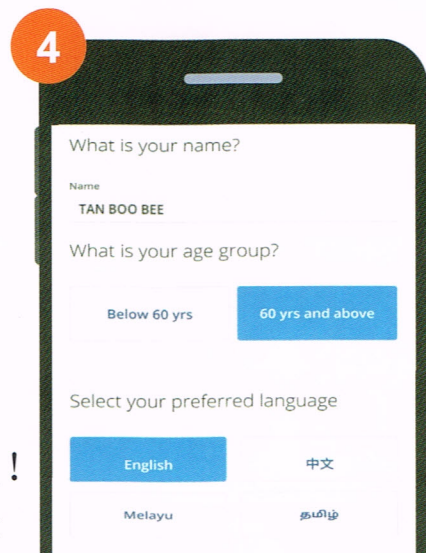 4
What is your name?
Name
TAN BOO BEE
What is your age group?
Below 60 yrs 60 yrs and above
Select your preferred language
! English 中文
Melayu தமிழ்